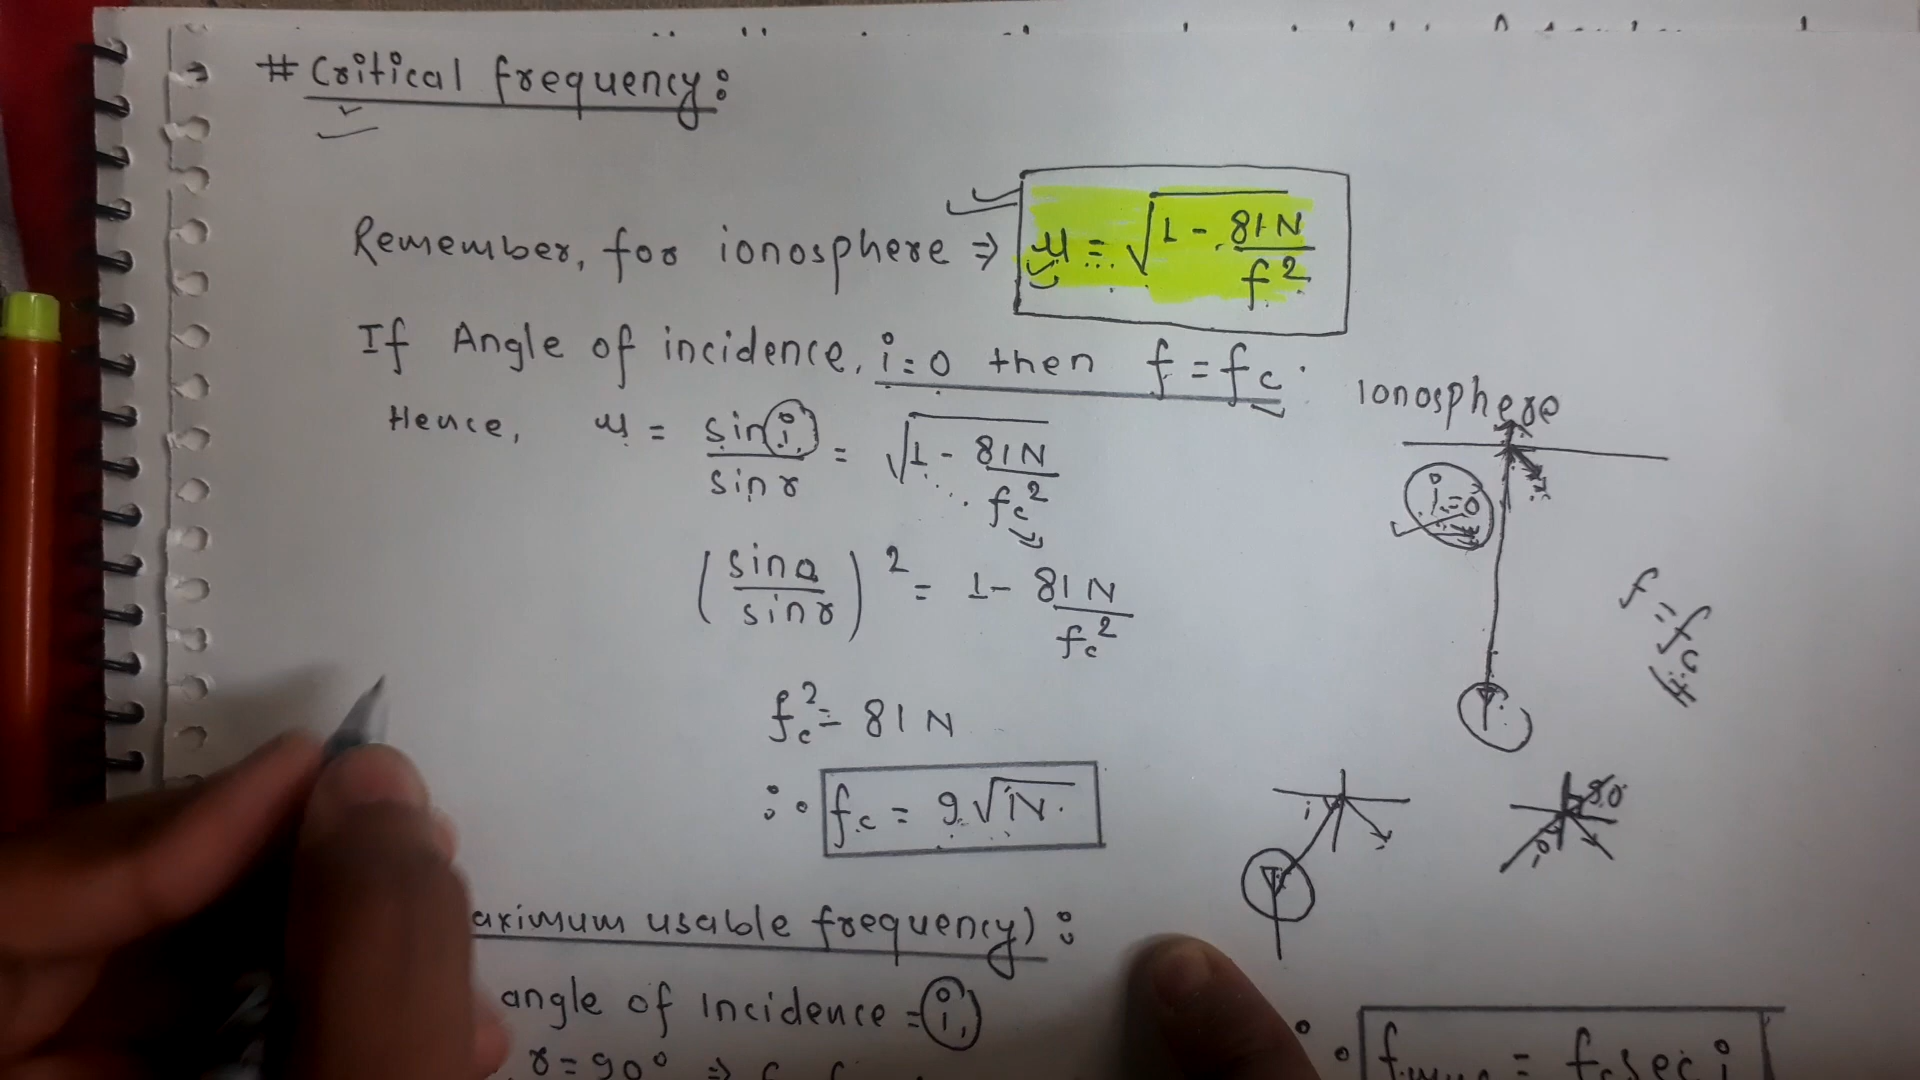 # Critical frequency:
Remember, for ionosphere ⇒ μ = √(1 - 81N/f²)
If Angle of incidence, i=0 then f = fc.
Hence, μ = sin i / sin r = √(1 - 81N/fc²)
ionosphere
i=0
(sin 0 / sin r)² = 1 - 81N/fc²
f = fc
fc² = 81N
∴ fc = 9√N
i
90
i
aximum usable frequency):
angle of incidence = i,
r = 90° ⇒
∴ = fc sec i